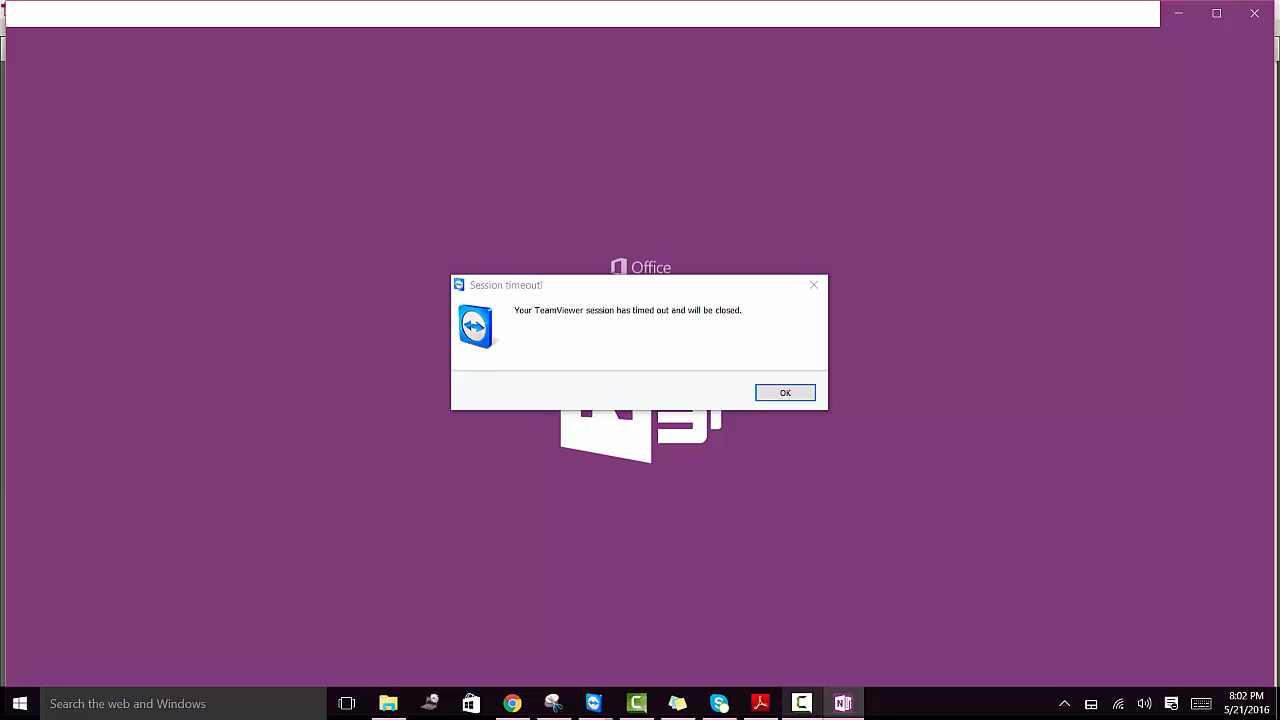 Office
Session timeout!
Your TeamViewer session has timed out and will be closed.
OK
Search the web and Windows
8:02 PM
5/21/2016